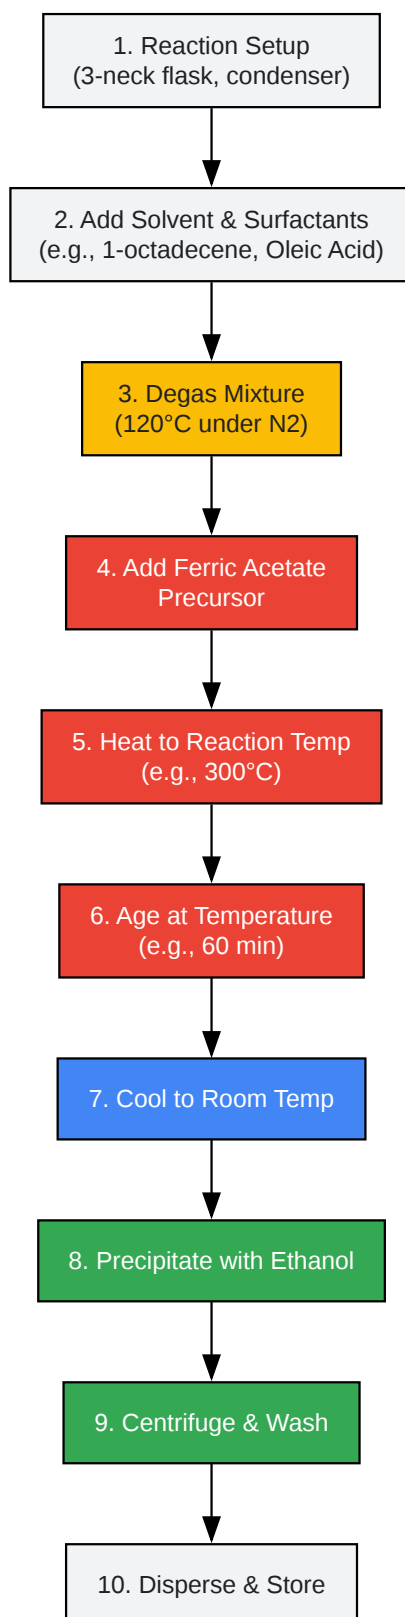 1. Reaction Setup
(3-neck flask, condenser)
2. Add Solvent & Surfactants
(e.g., 1-octadecene, Oleic Acid)
3. Degas Mixture
(120°C under N2)
4. Add Ferric Acetate
Precursor
5. Heat to Reaction Temp
(e.g., 300°C)
6. Age at Temperature
(e.g., 60 min)
7. Cool to Room Temp
8. Precipitate with Ethanol
9. Centrifuge & Wash
10. Disperse & Store